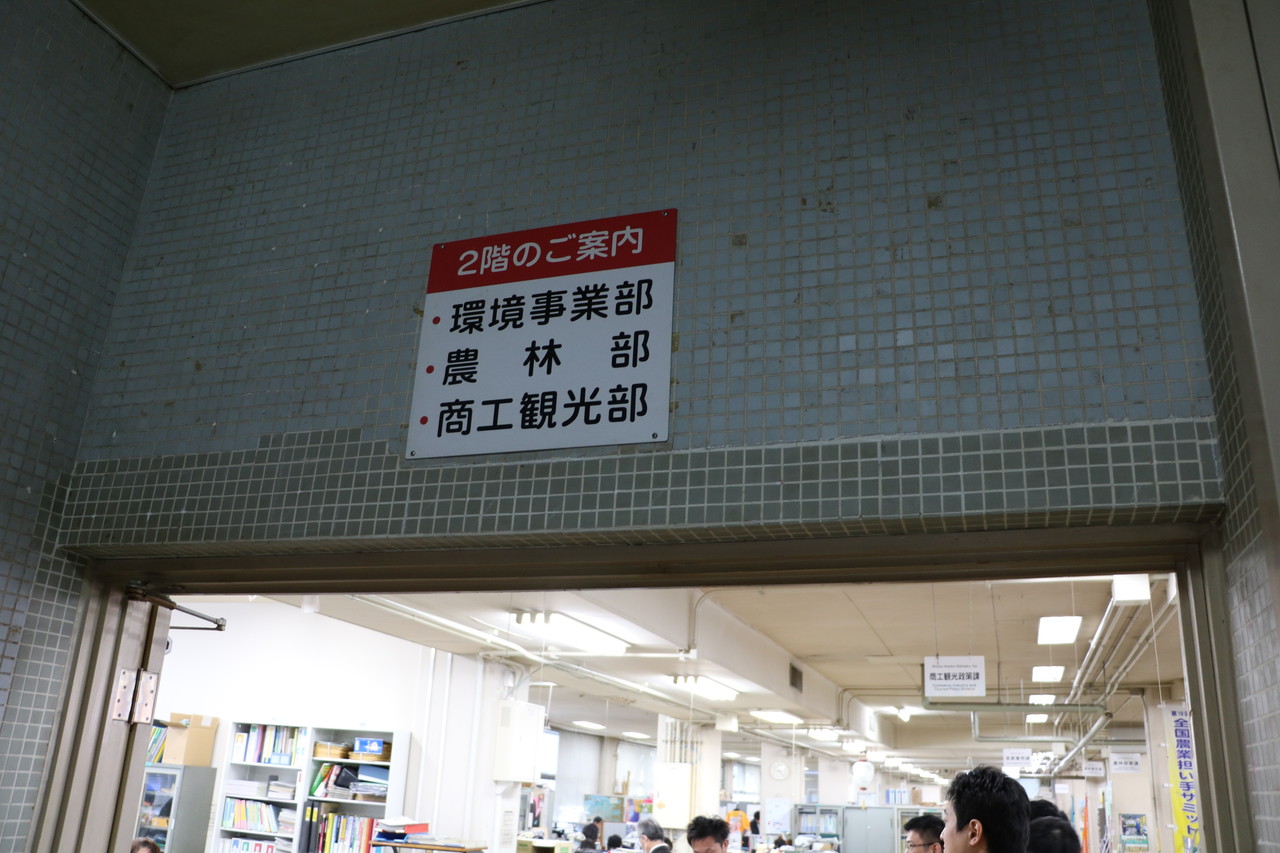 2階のご案内
・環境事業部
・農林部
・商工観光部
商工観光政策課
全国農業担い手サミット